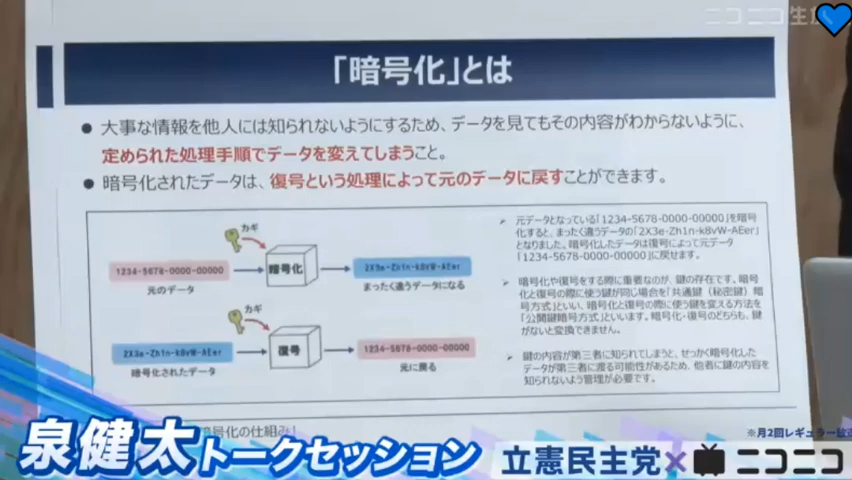 ニコニコ生
「暗号化」とは
● 大事な情報を他人には知られないようにするため、データを見てもその内容がわからないように、
定められた処理手順でデータを変えてしまうこと。
● 暗号化されたデータは、復号という処理によって元のデータに戻すことができます。
カギ
1234-5678-0000-00000
暗号化
2X3e-Zh1n-k8vW-AEer
元のデータ
まったく違うデータになる
カギ
2X3e-Zh1n-k8vW-AEer
復号
1234-5678-0000-00000
暗号化されたデータ
元に戻る
➢ 元データとなっている「1234-5678-0000-00000」を暗号
化すると、まったく違うデータの「2X3e-Zh1n-k8vW-AEer」
となりました。暗号化したデータは復号によって元データ
「1234-5678-0000-00000」に戻せます。
➢ 暗号化や復号をする際に重要なのが、鍵の存在です。暗号
化と復号の際に使う鍵が同じ場合を「共通鍵（秘密鍵）暗
号方式」といい、暗号化と復号の際に使う鍵を変える方法を
「公開鍵暗号方式」といいます。暗号化・復号のどちらも、鍵
がないと変換できません。
➢ 鍵の内容が第三者に知られてしまうと、せっかく暗号化した
データが第三者に渡る可能性があるため、他者に鍵の内容を
知られないよう管理が必要です。
暗号化の仕組み！
※月2回レギュラー放送
泉健太トークセッション
立憲民主党×ニコニコ